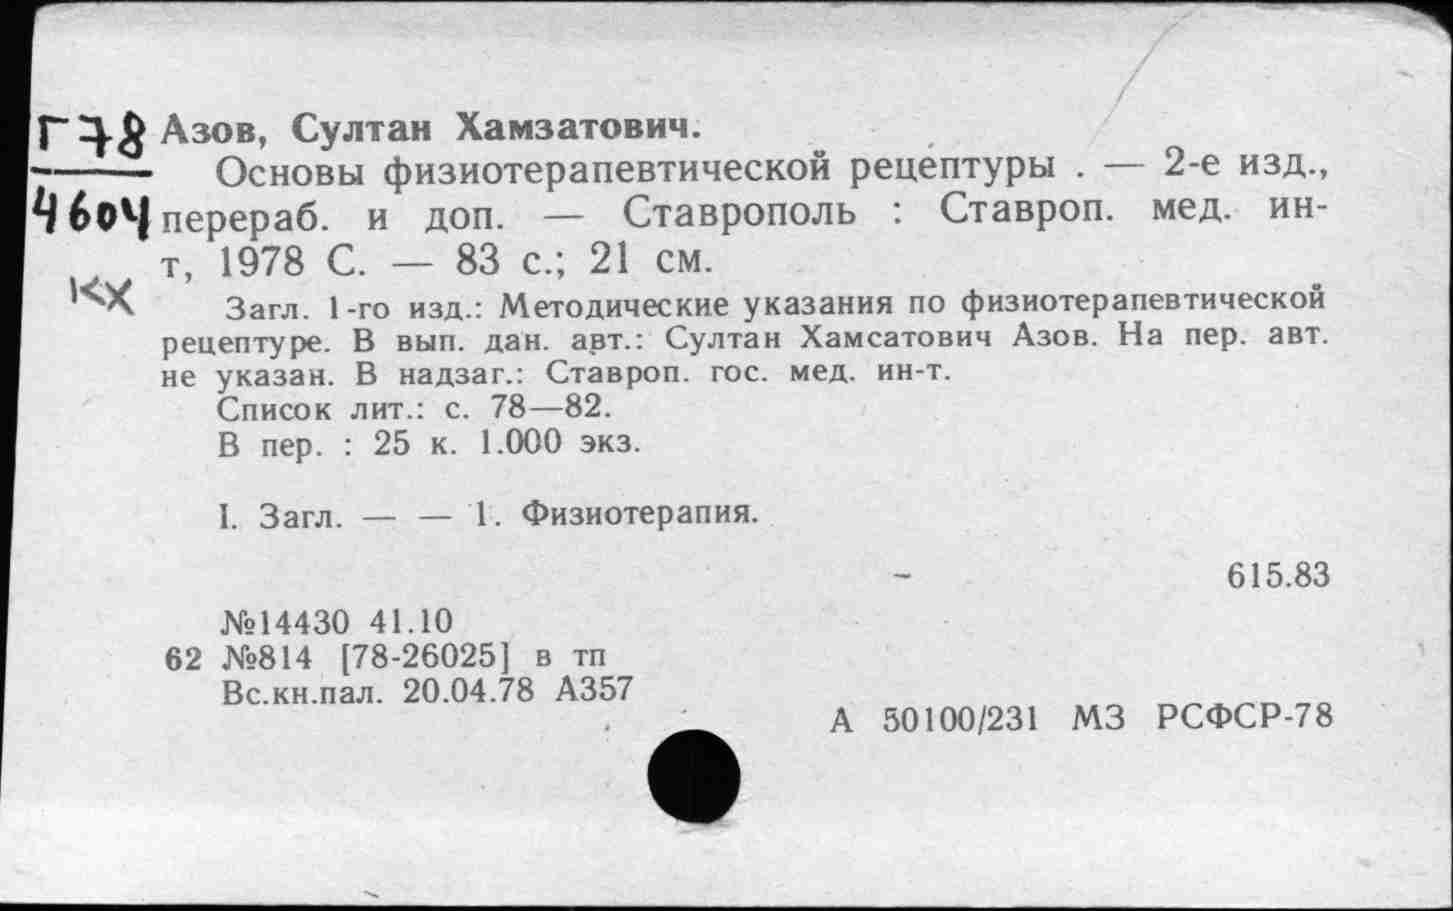 Г78 Азов, Султан Хамзатович.
Основы физиотерапевтической рецептуры . — 2-е изд.,
4604 перераб. и доп. — Ставрополь : Ставроп. мед. ин-
т, 1978 С. — 83 с.; 21 см.
КХ
Загл. 1-го изд.: Методические указания по физиотерапевтической
рецептуре. В вып. дан. авт.: Султан Хамсатович Азов. На пер. авт.
не указан. В надзаг.: Ставроп. гос. мед. ин-т.
Список лит.: с. 78—82.
В пер. : 25 к. 1.000 экз.
I. Загл. — — 1. Физиотерапия.
615.83
№14430 41.10
62 №814 [78-26025] в тп
Вс.кн.пал. 20.04.78 А357
А 50100/231 МЗ РСФСР-78